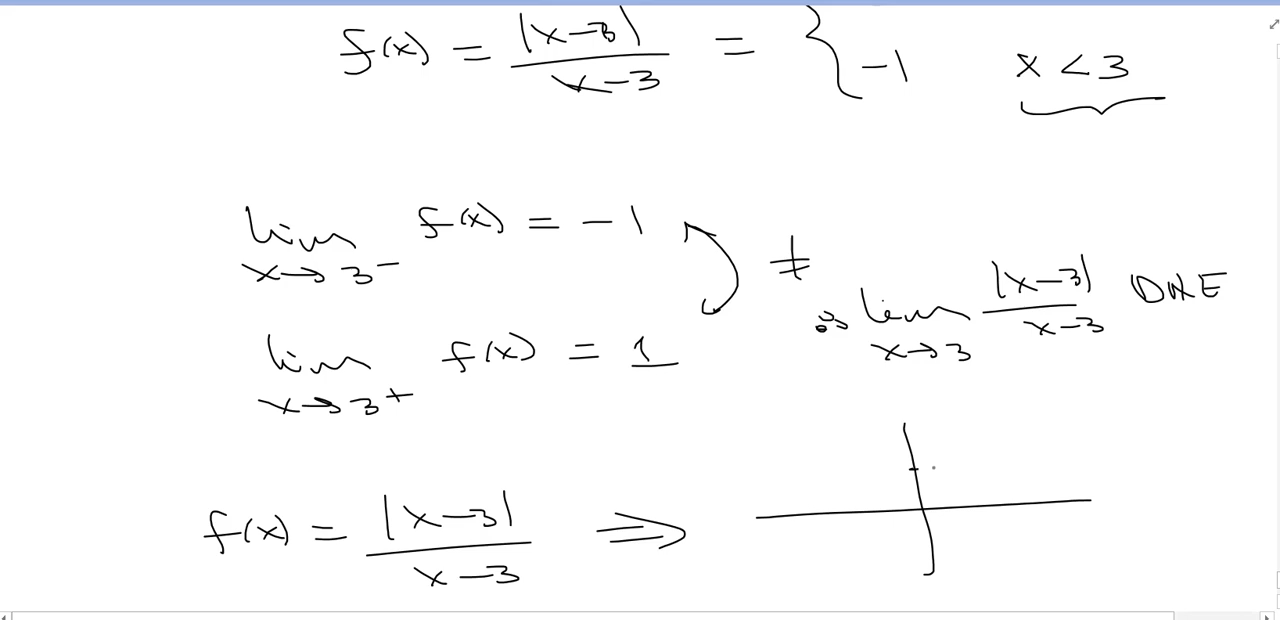 f(x) = |x-3| / x-3 = { -1 x < 3
lim x→3⁻ f(x) = -1
≠
∴ lim x→3 |x-3| / x-3 DNE
lim x→3⁺ f(x) = 1
f(x) = |x-3| / x-3 ⇒